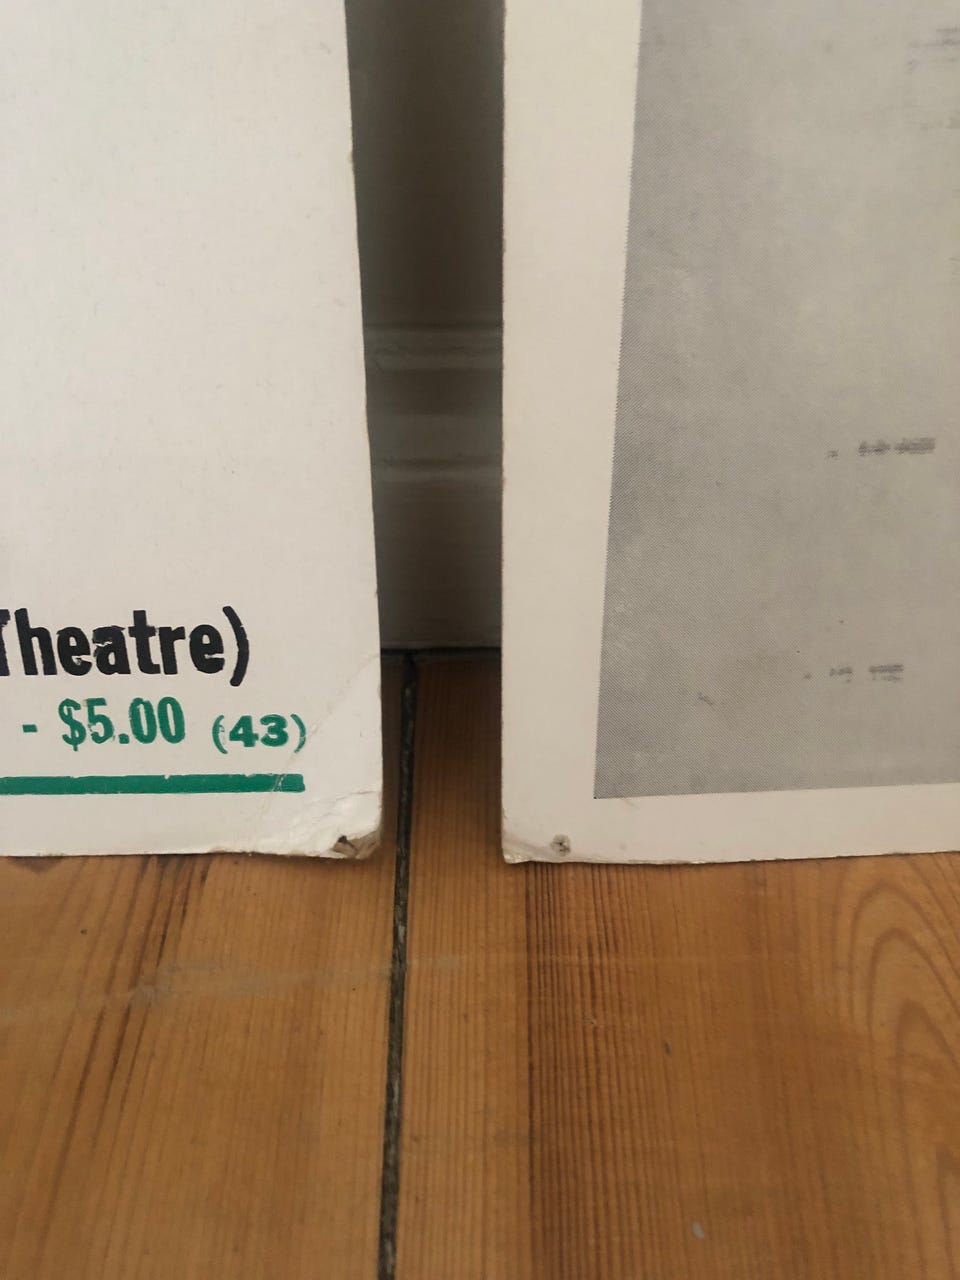 Theatre)
- $5.00 (43)